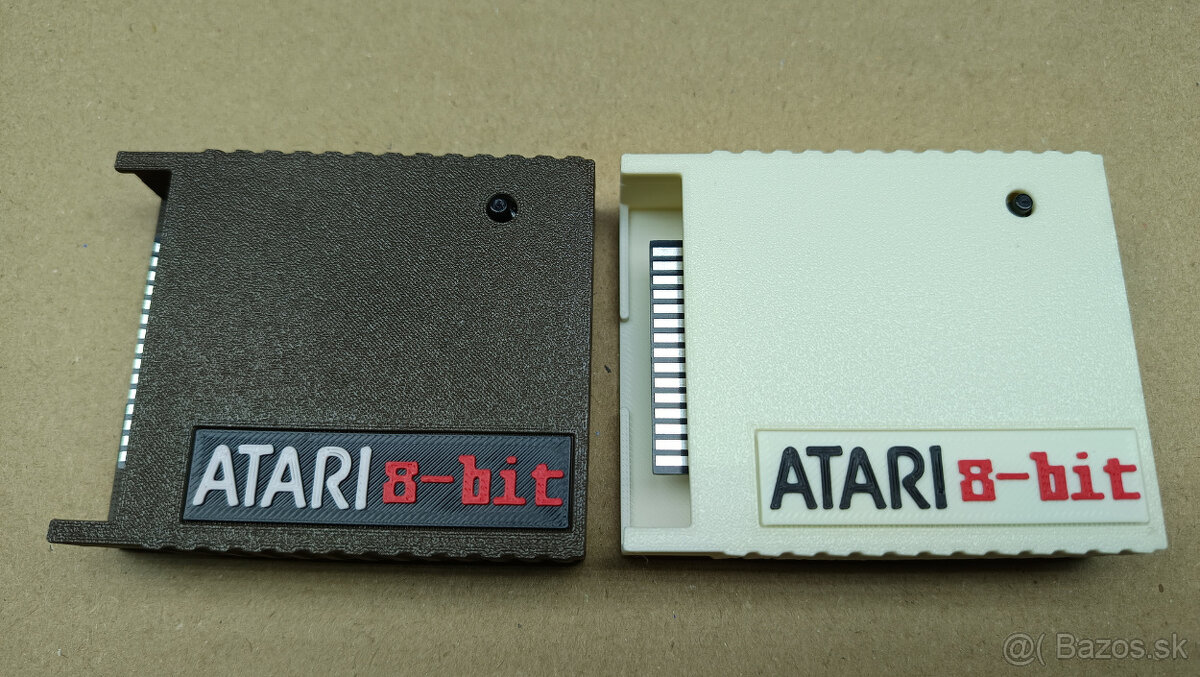 ATARI 8-bit
ATARI 8-bit
@( Bazos.sk